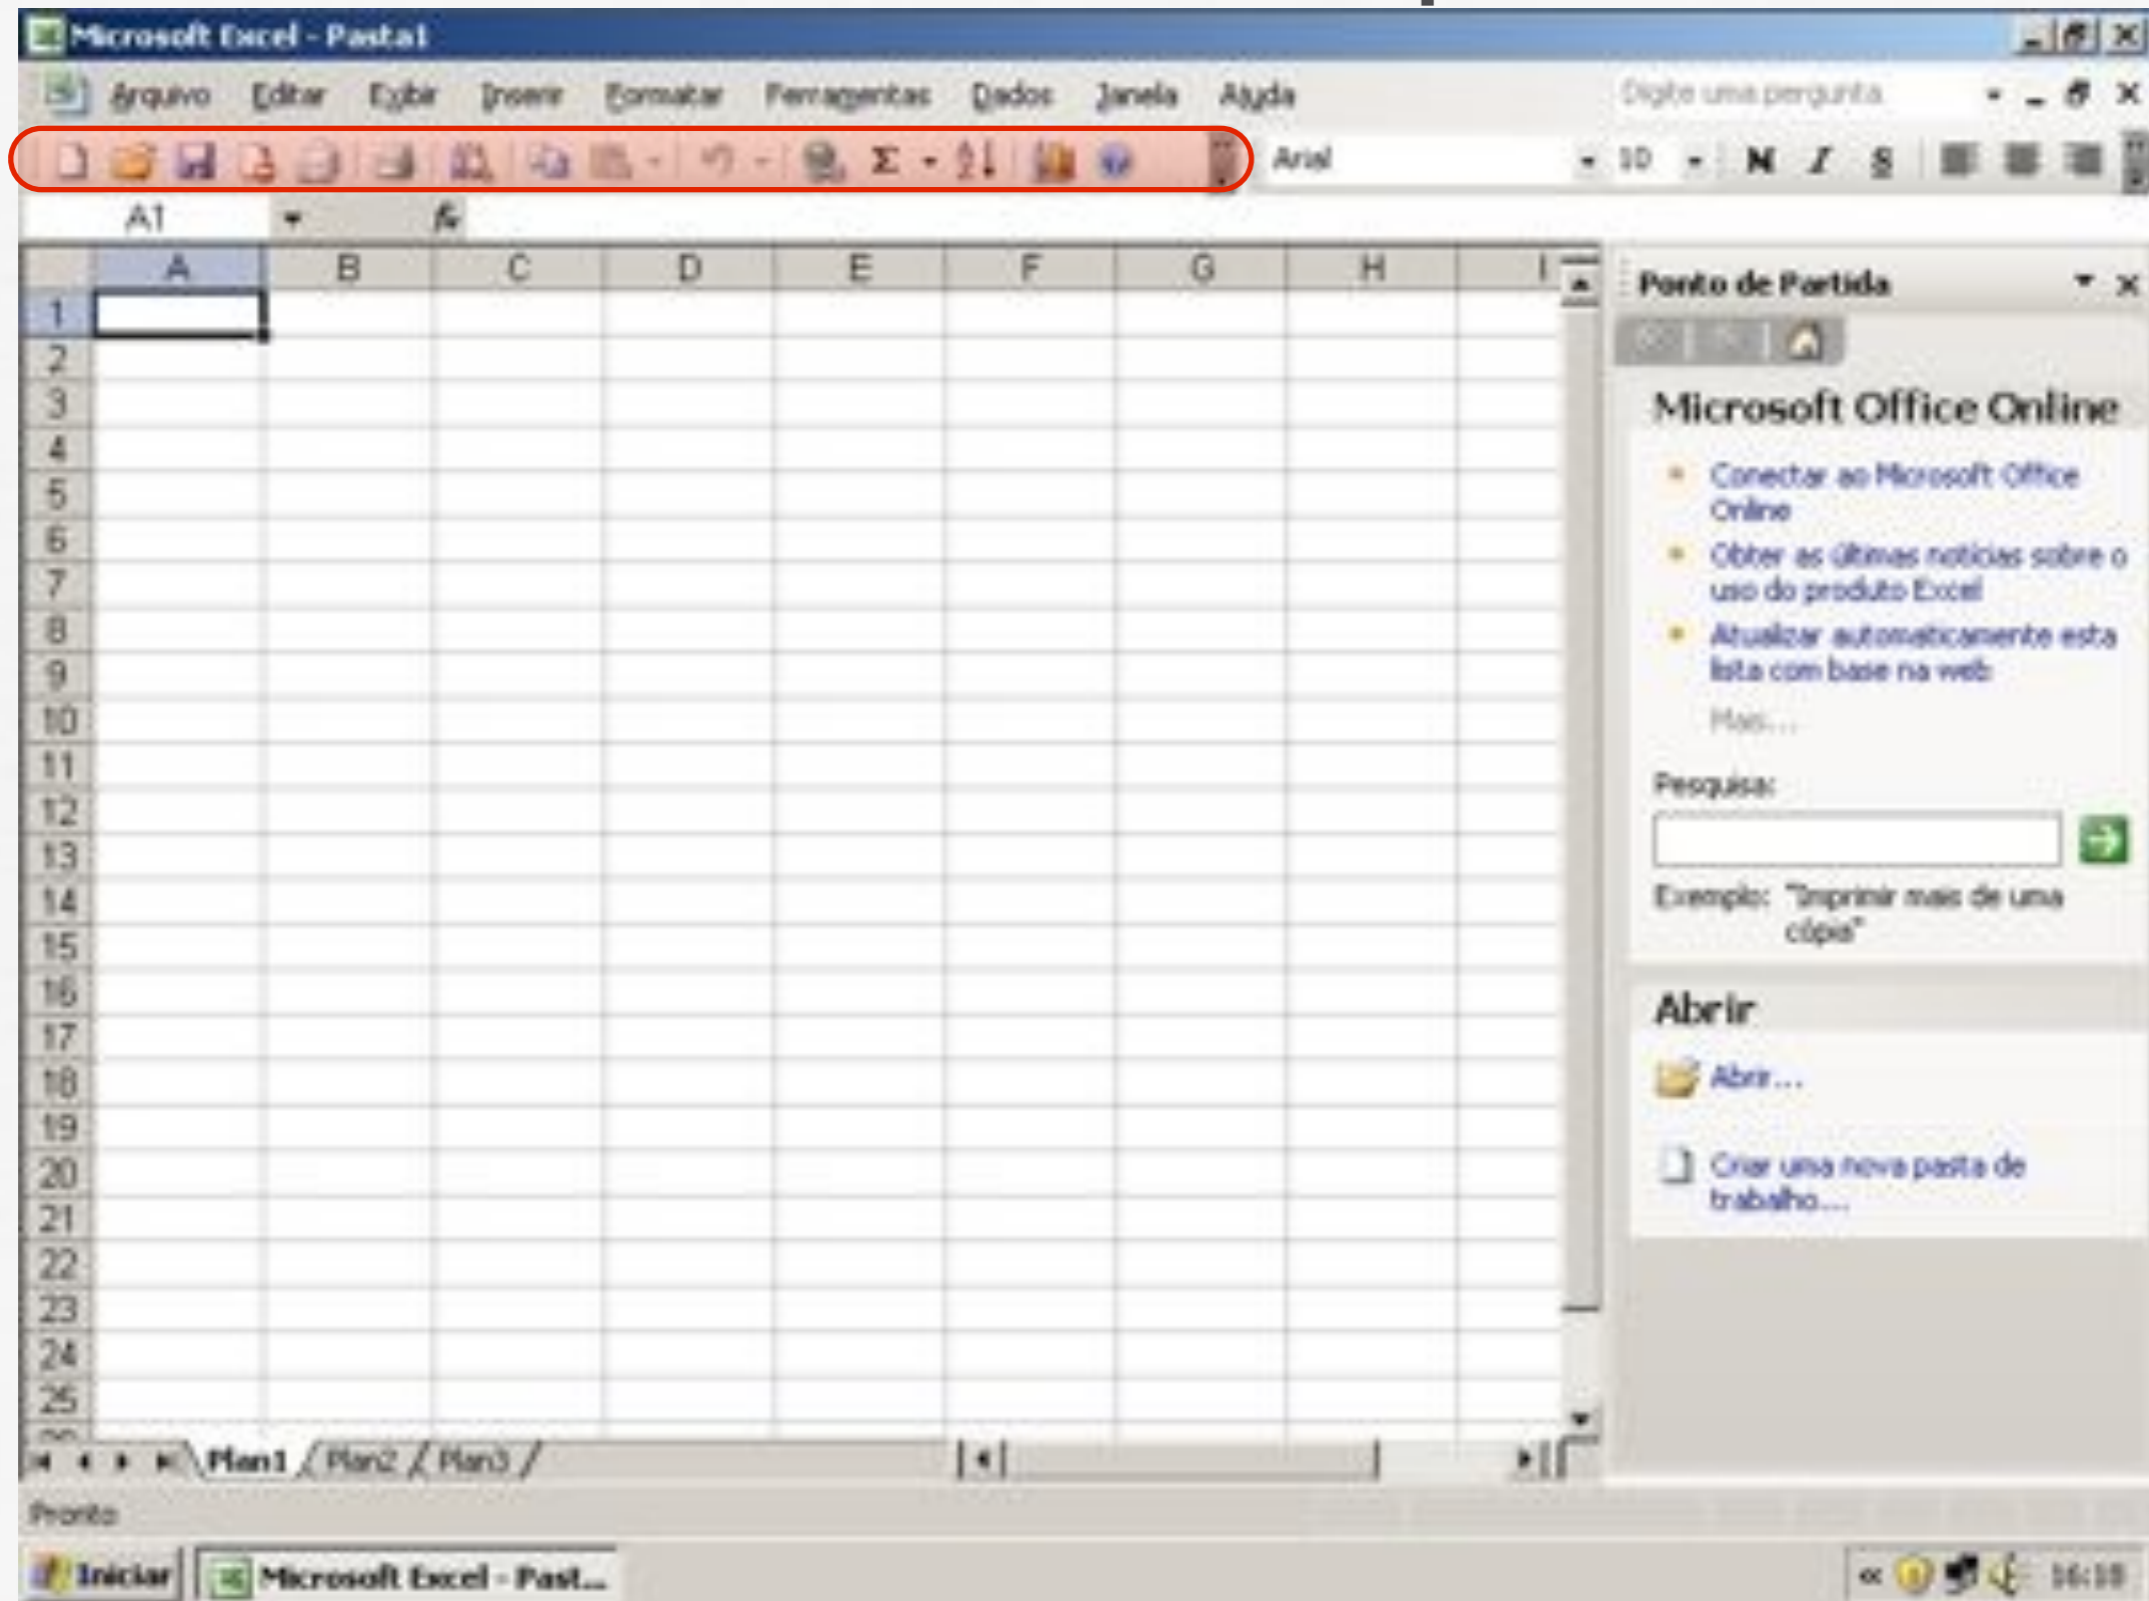 Microsoft Excel - Pasta1
Arquivo Editar Exibir Inserir Formatar Ferramentas Dados Janela Ajuda Digite uma pergunta
Σ A Z Arial 10 N I S
A1 fx
A B C D E F G H I
1
2
3
4
5
6
7
8
9
10
11
12
13
14
15
16
17
18
19
20
21
22
23
24
25
Ponto de Partida
Microsoft Office Online
Conectar ao Microsoft Office
Online
Obter as últimas notícias sobre o
uso do produto Excel
Atualizar automaticamente esta
lista com base na web
Mais...
Pesquisa:
Exemplo: "Imprimir mais de uma
cópia"
Abrir
Abrir...
Criar uma nova pasta de
trabalho...
Plan1 Plan2 Plan3
Pronto
Iniciar Microsoft Excel - Past... « 16:18